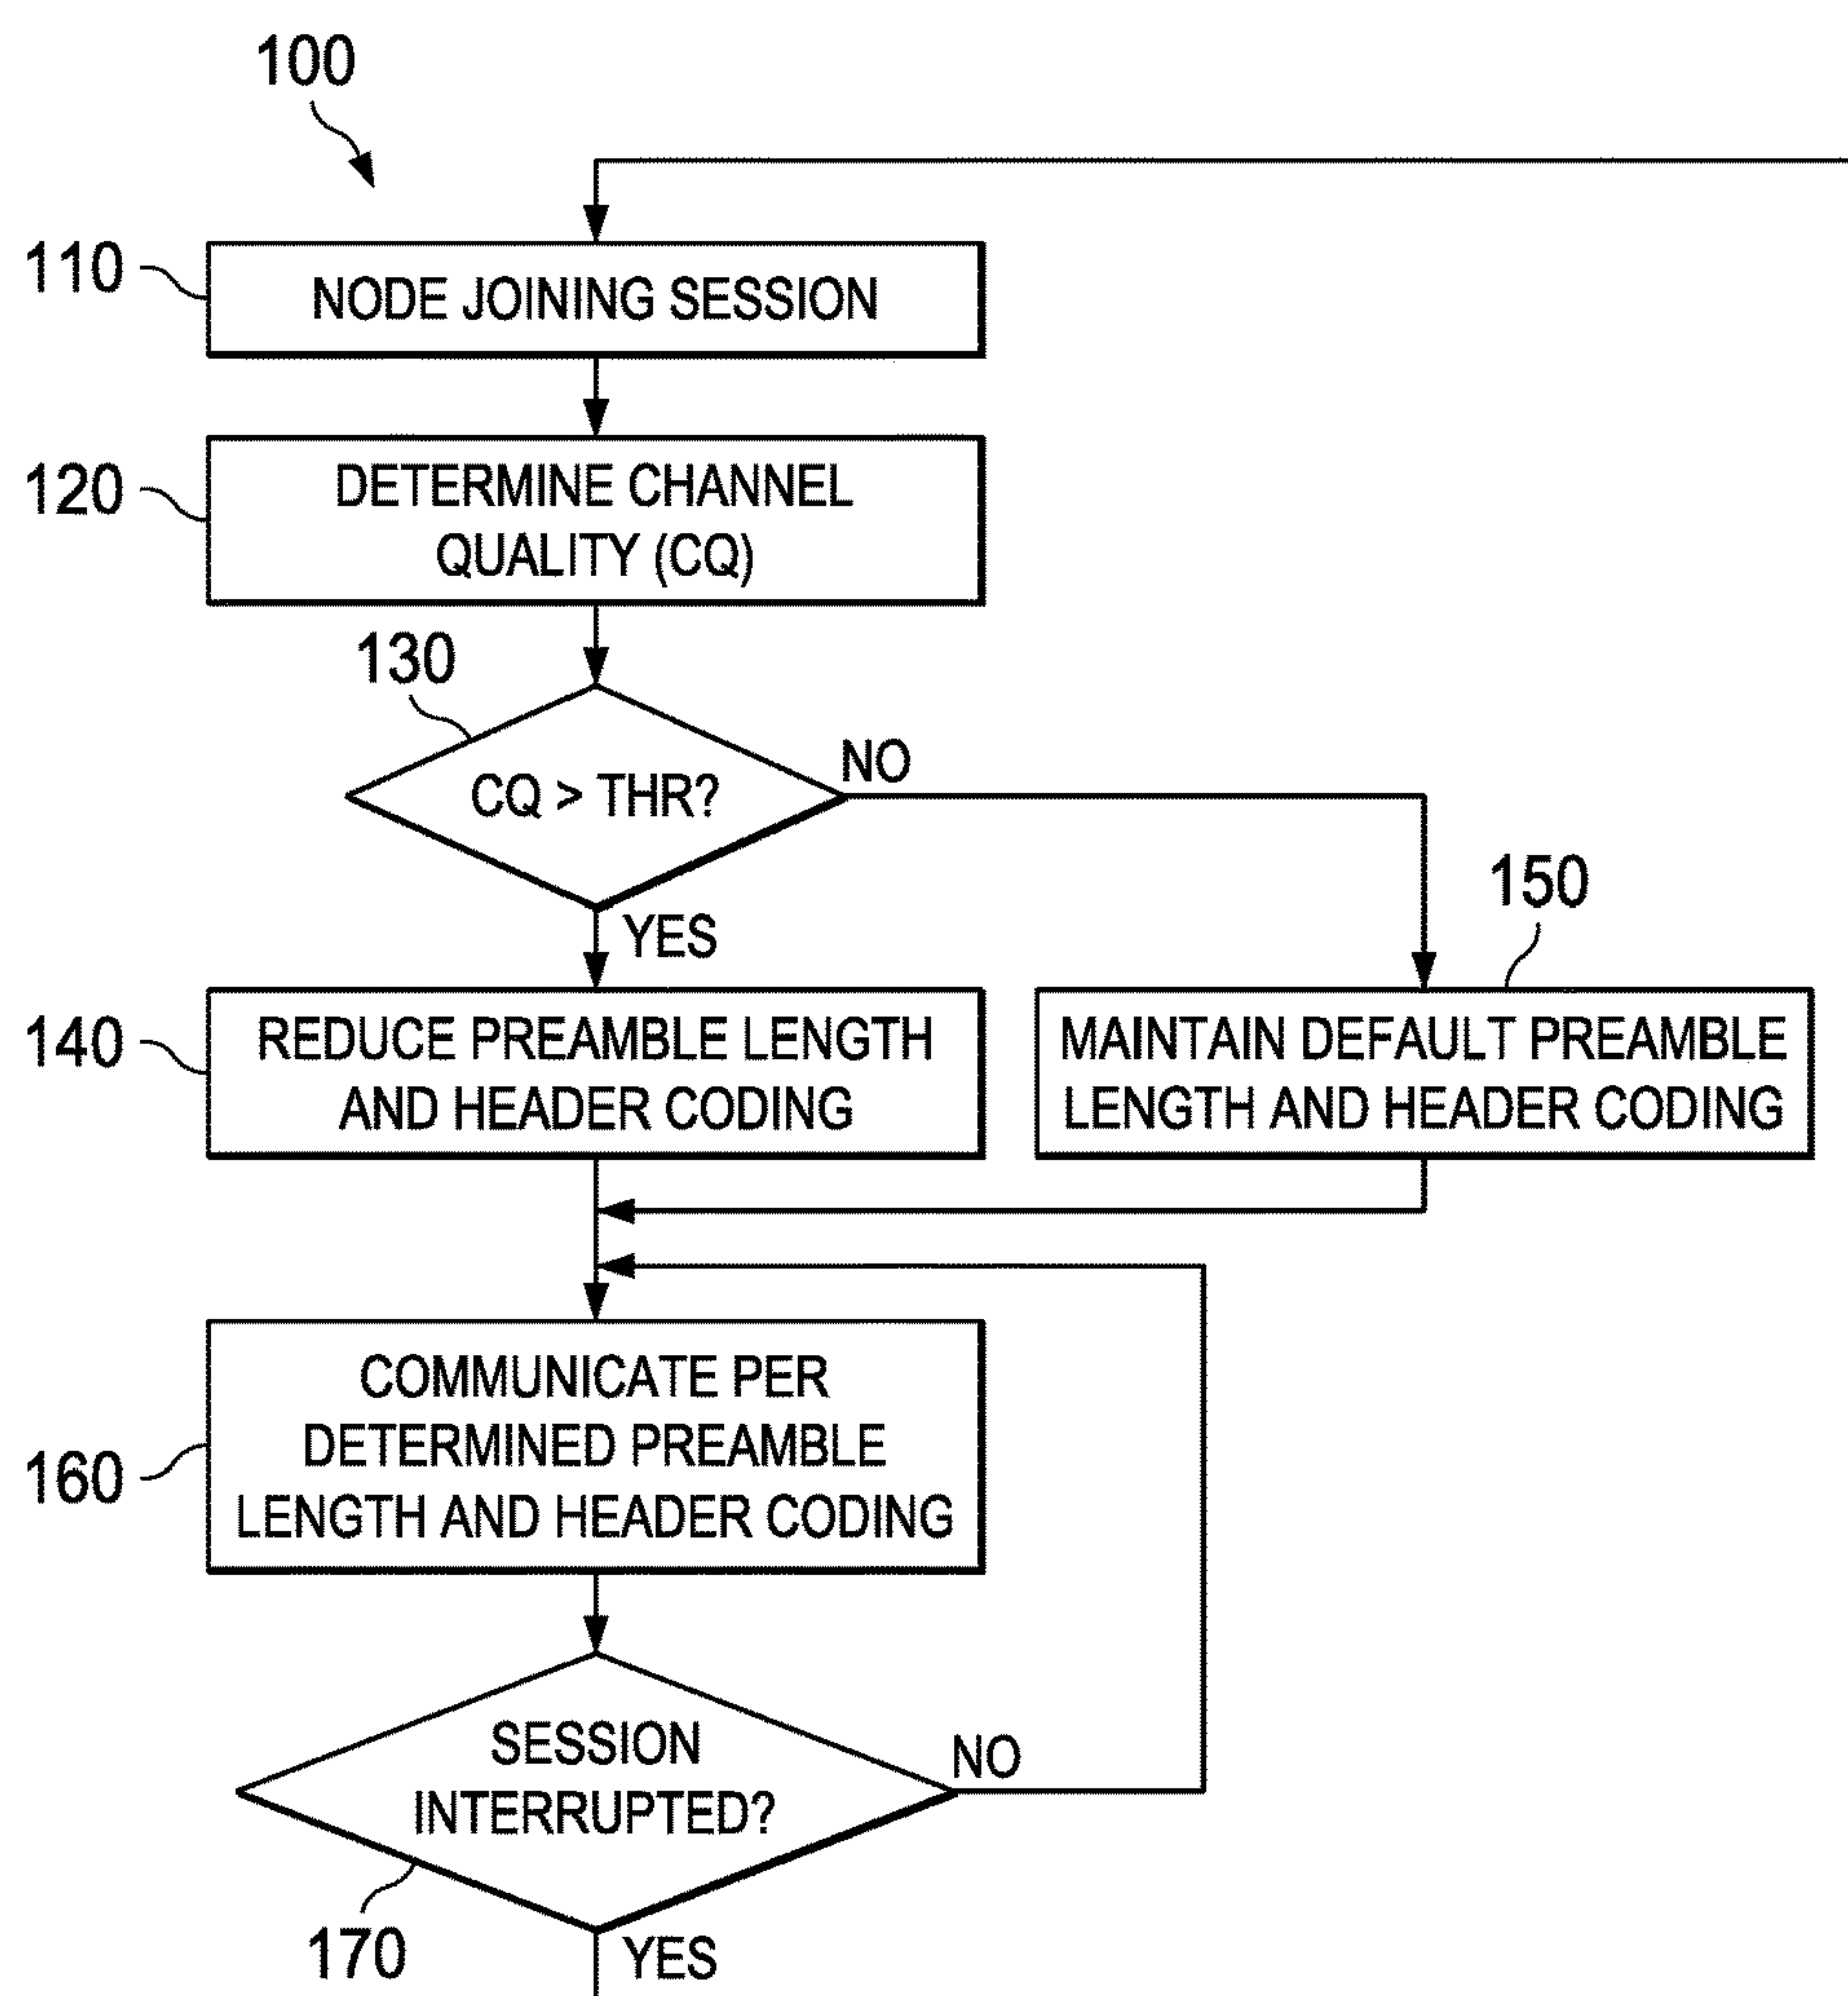 100
110
NODE JOINING SESSION
120
DETERMINE CHANNEL
QUALITY (CQ)
130
CQ > THR?
NO
YES
150
140
REDUCE PREAMBLE LENGTH
AND HEADER CODING
MAINTAIN DEFAULT PREAMBLE
LENGTH AND HEADER CODING
160
COMMUNICATE PER
DETERMINED PREAMBLE
LENGTH AND HEADER CODING
SESSION
INTERRUPTED?
NO
170
YES